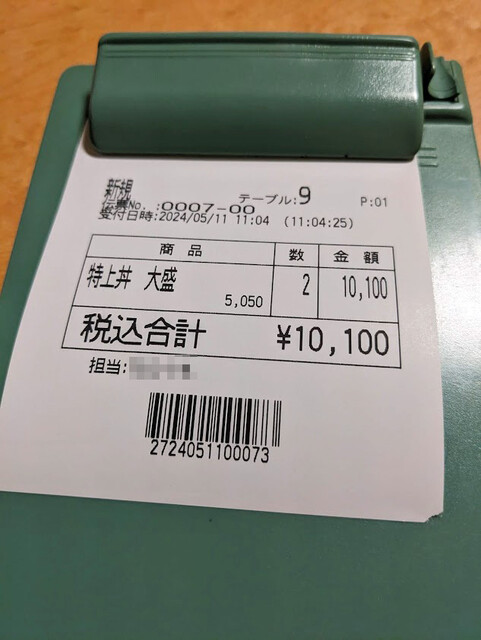 新規
テーブル:9 P:01
伝票No. :0007-00
受付日時:2024/05/11 11:04 (11:04:25)
商品 数 金額
特上丼 大盛 2 10,100
5,050
税込合計 ¥10,100
担当:
2724051100073